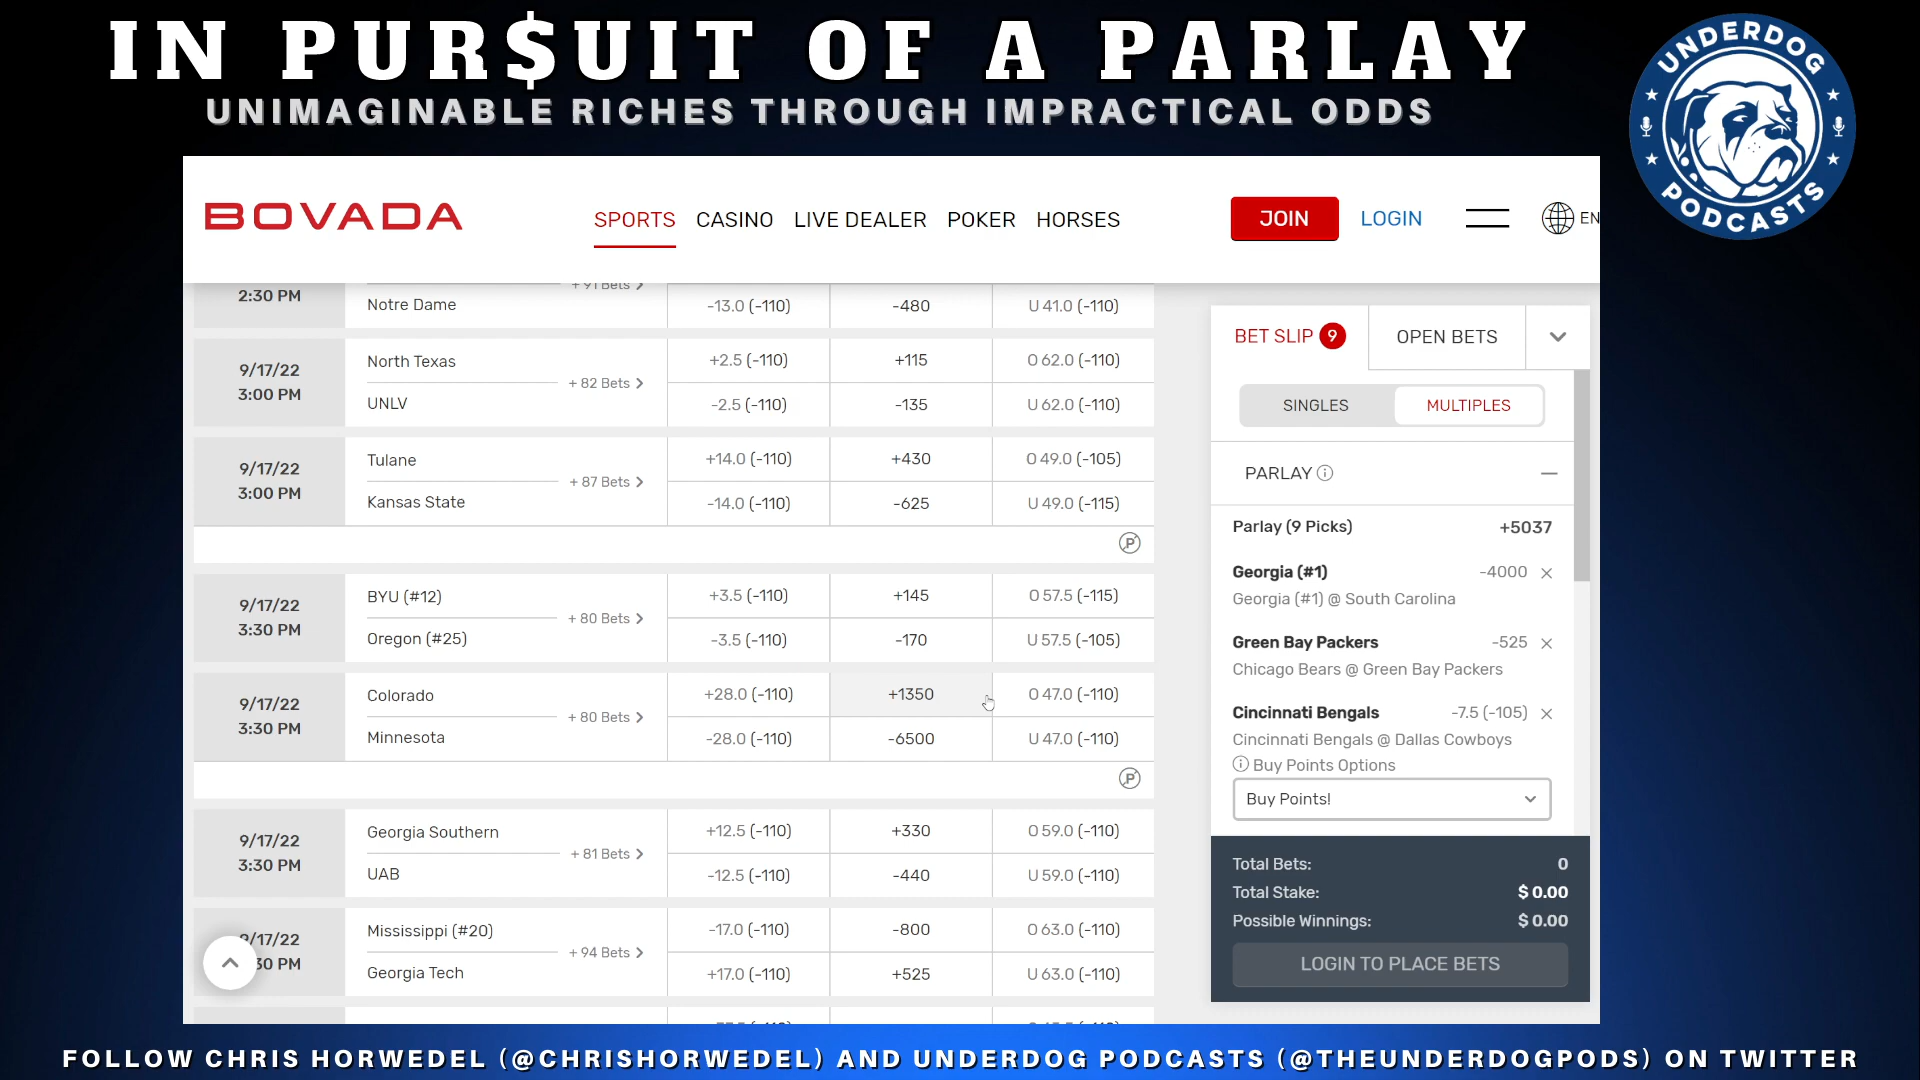 IN PUR$UIT OF A PARLAY
UNIMAGINABLE RICHES THROUGH IMPRACTICAL ODDS
UNDERDOG
PODCASTS
BOVADA
SPORTS CASINO LIVE DEALER POKER HORSES
JOIN LOGIN EN
2:30 PM
+ 91 Bets
Notre Dame -13.0 (-110) -480 U 41.0 (-110)
9/17/22
3:00 PM
North Texas +2.5 (-110) +115 O 62.0 (-110)
+ 82 Bets
UNLV -2.5 (-110) -135 U 62.0 (-110)
9/17/22
3:00 PM
Tulane +14.0 (-110) +430 O 49.0 (-105)
+ 87 Bets
Kansas State -14.0 (-110) -625 U 49.0 (-115)
P
9/17/22
3:30 PM
BYU (#12) +3.5 (-110) +145 O 57.5 (-115)
+ 80 Bets
Oregon (#25) -3.5 (-110) -170 U 57.5 (-105)
9/17/22
3:30 PM
Colorado +28.0 (-110) +1350 O 47.0 (-110)
+ 80 Bets
Minnesota -28.0 (-110) -6500 U 47.0 (-110)
P
9/17/22
3:30 PM
Georgia Southern +12.5 (-110) +330 O 59.0 (-110)
+ 81 Bets
UAB -12.5 (-110) -440 U 59.0 (-110)
/17/22
30 PM
Mississippi (#20) -17.0 (-110) -800 O 63.0 (-110)
+ 94 Bets
Georgia Tech +17.0 (-110) +525 U 63.0 (-110)
BET SLIP 9 OPEN BETS
SINGLES MULTIPLES
PARLAY
Parlay (9 Picks) +5037
Georgia (#1) -4000
Georgia (#1) @ South Carolina
Green Bay Packers -525
Chicago Bears @ Green Bay Packers
Cincinnati Bengals -7.5 (-105)
Cincinnati Bengals @ Dallas Cowboys
Buy Points Options
Buy Points!
Total Bets: 0
Total Stake: $ 0.00
Possible Winnings: $ 0.00
LOGIN TO PLACE BETS
FOLLOW CHRIS HORWEDEL (@CHRISHORWEDEL) AND UNDERDOG PODCASTS (@THEUNDERDOGPODS) ON TWITTER